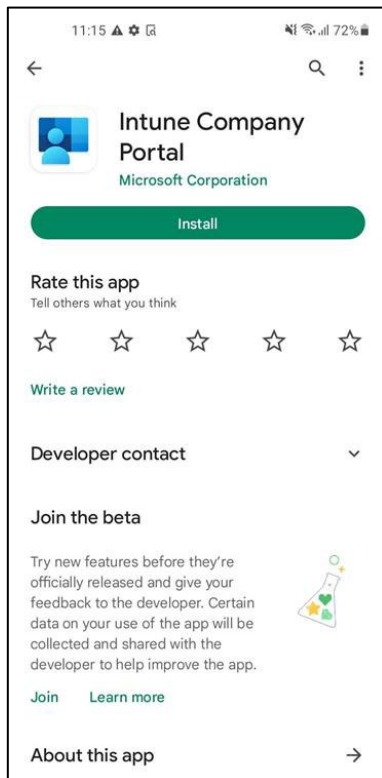 11:15 72%
Intune Company
Portal
Microsoft Corporation
Install
Rate this app
Tell others what you think
Write a review
Developer contact
Join the beta
Try new features before they're
officially released and give your
feedback to the developer. Certain
data on your use of the app will be
collected and shared with the
developer to help improve the app.
Join Learn more
About this app